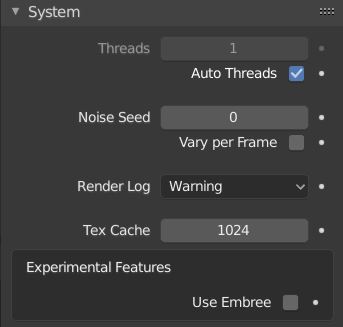 System
Threads 1
Auto Threads
Noise Seed 0
Vary per Frame
Render Log Warning
Tex Cache 1024
Experimental Features
Use Embree